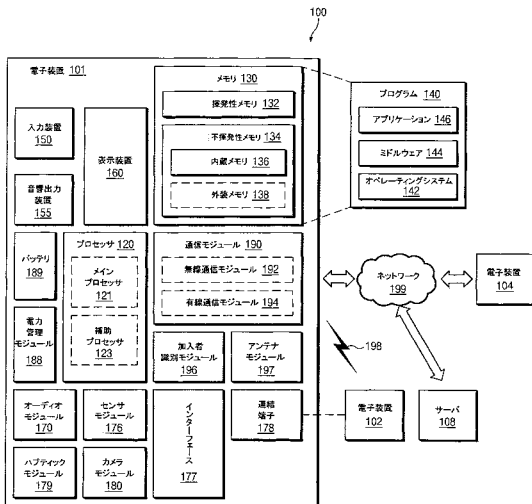 100
電子装置 101
入力装置
150
音響出力
装置
155
表示装置
160
メモリ 130
揮発性メモリ 132
不揮発性メモリ 134
内蔵メモリ 136
外装メモリ 138
プログラム 140
アプリケーション 146
ミドルウェア 144
オペレーティングシステム
142
バッテリ
189
電力
管理
モジュール
188
プロセッサ 120
メイン
プロセッサ
121
補助
プロセッサ
123
通信モジュール 190
無線通信モジュール 192
有線通信モジュール 194
加入者
識別モジュール
196
アンテナ
モジュール
197
ネットワーク
199
電子装置
104
198
オーディオ
モジュール
170
センサ
モジュール
176
インターフェース
177
連結
端子
178
電子装置
102
サーバ
108
ハプティック
モジュール
179
カメラ
モジュール
180